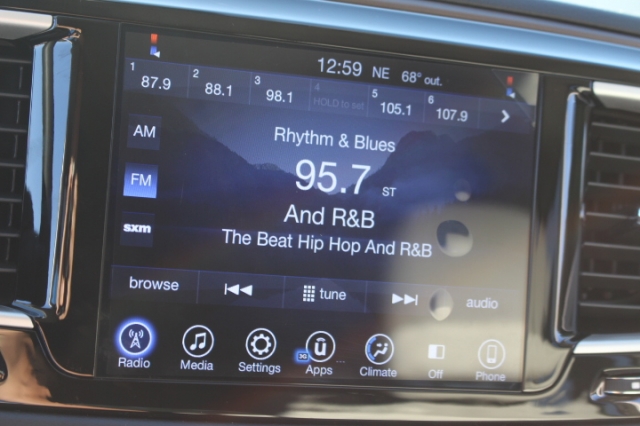 12:59 NE 68° out.
1 2 3 4 5 6
87.9 88.1 98.1 HOLD to set 105.1 107.9
AM
Rhythm & Blues
FM
95.7 ST
And R&B
sxm
The Beat Hip Hop And R&B
browse tune audio
3G
Radio Media Settings Apps Climate Off Phone